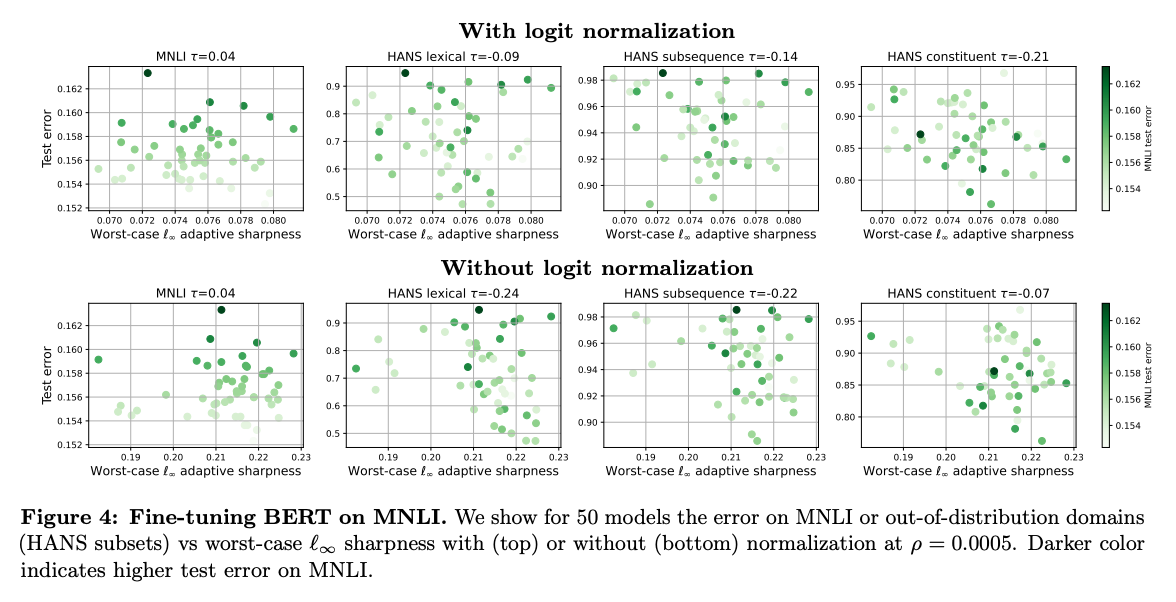 With logit normalization
MNLI τ=0.04
HANS lexical τ=-0.09
HANS subsequence τ=-0.14
HANS constituent τ=-0.21
Test error
0.162
0.160
0.158
0.156
0.154
0.152
0.070 0.072 0.074 0.076 0.078 0.080
Worst-case ℓ∞ adaptive sharpness
0.9
0.8
0.7
0.6
0.5
0.070 0.072 0.074 0.076 0.078 0.080
Worst-case ℓ∞ adaptive sharpness
0.98
0.96
0.94
0.92
0.90
0.070 0.072 0.074 0.076 0.078 0.080
Worst-case ℓ∞ adaptive sharpness
0.95
0.90
0.85
0.80
0.070 0.072 0.074 0.076 0.078 0.080
Worst-case ℓ∞ adaptive sharpness
0.162
0.160
0.158
0.156
0.154
MNLI test error
Without logit normalization
MNLI τ=0.04
HANS lexical τ=-0.24
HANS subsequence τ=-0.22
HANS constituent τ=-0.07
Test error
0.162
0.160
0.158
0.156
0.154
0.152
0.19 0.20 0.21 0.22 0.23
Worst-case ℓ∞ adaptive sharpness
0.9
0.8
0.7
0.6
0.5
0.19 0.20 0.21 0.22 0.23
Worst-case ℓ∞ adaptive sharpness
0.98
0.96
0.94
0.92
0.90
0.19 0.20 0.21 0.22 0.23
Worst-case ℓ∞ adaptive sharpness
0.95
0.90
0.85
0.80
0.19 0.20 0.21 0.22 0.23
Worst-case ℓ∞ adaptive sharpness
0.162
0.160
0.158
0.156
0.154
MNLI test error
Figure 4: Fine-tuning BERT on MNLI. We show for 50 models the error on MNLI or out-of-distribution domains
(HANS subsets) vs worst-case ℓ∞ sharpness with (top) or without (bottom) normalization at ρ = 0.0005. Darker color
indicates higher test error on MNLI.